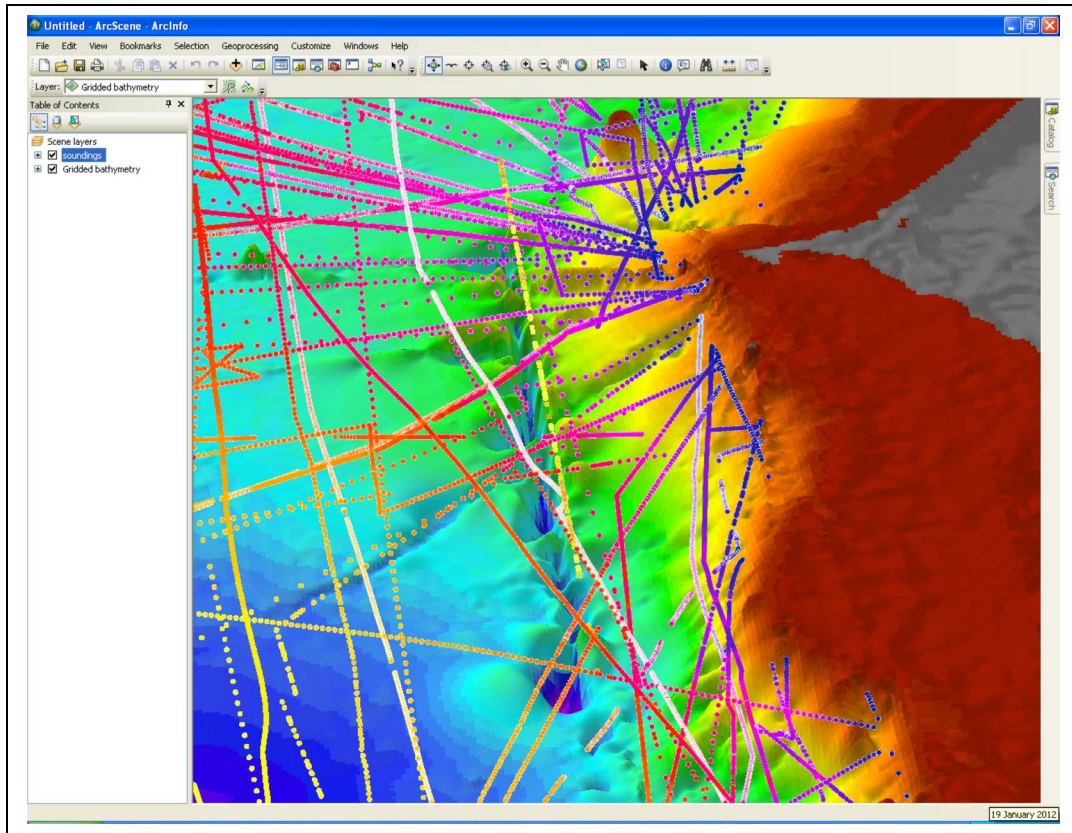 Untitled - ArcScene - ArcInfo
File Edit View Bookmarks Selection Geoprocessing Customize Windows Help
Layer: Gridded bathymetry
Table of Contents
Scene layers
soundings
Gridded bathymetry
Catalog
Search
19 January 2012